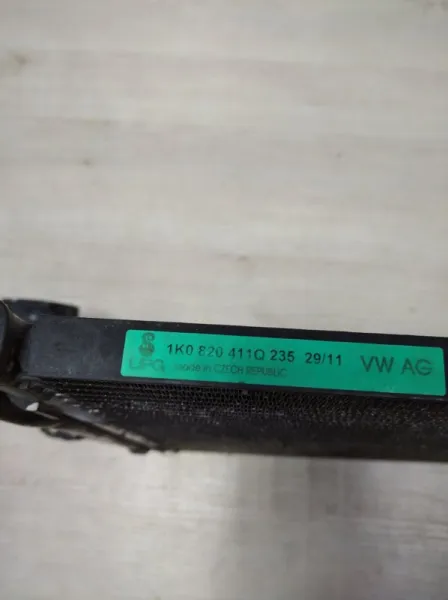 1K0 820 411Q 235 29/11 VW AG
made in CZECH REPUBLIC